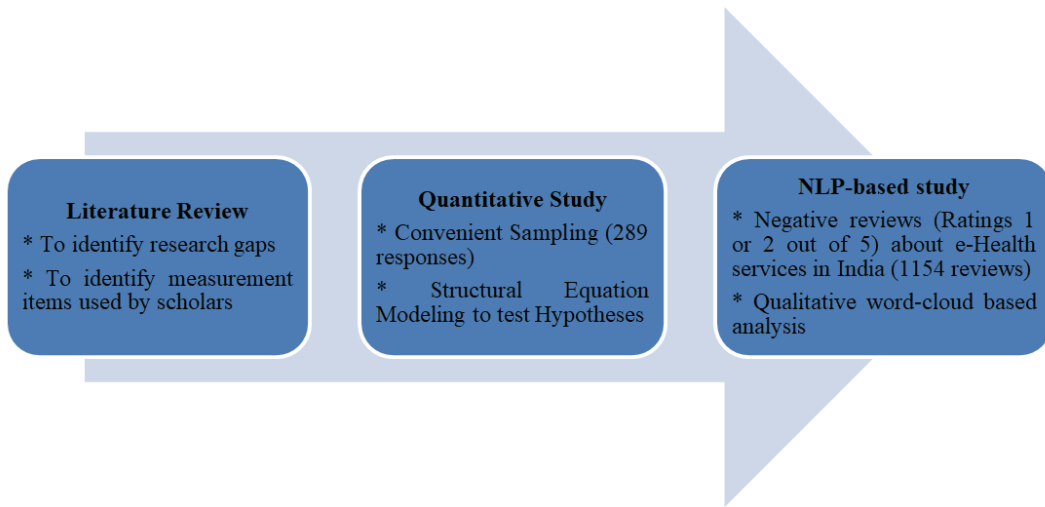 Literature Review
* To identify research gaps
* To identify measurement
items used by scholars
Quantitative Study
* Convenient Sampling (289
responses)
* Structural Equation
Modeling to test Hypotheses
NLP-based study
* Negative reviews (Ratings 1
or 2 out of 5) about e-Health
services in India (1154 reviews)
* Qualitative word-cloud based
analysis